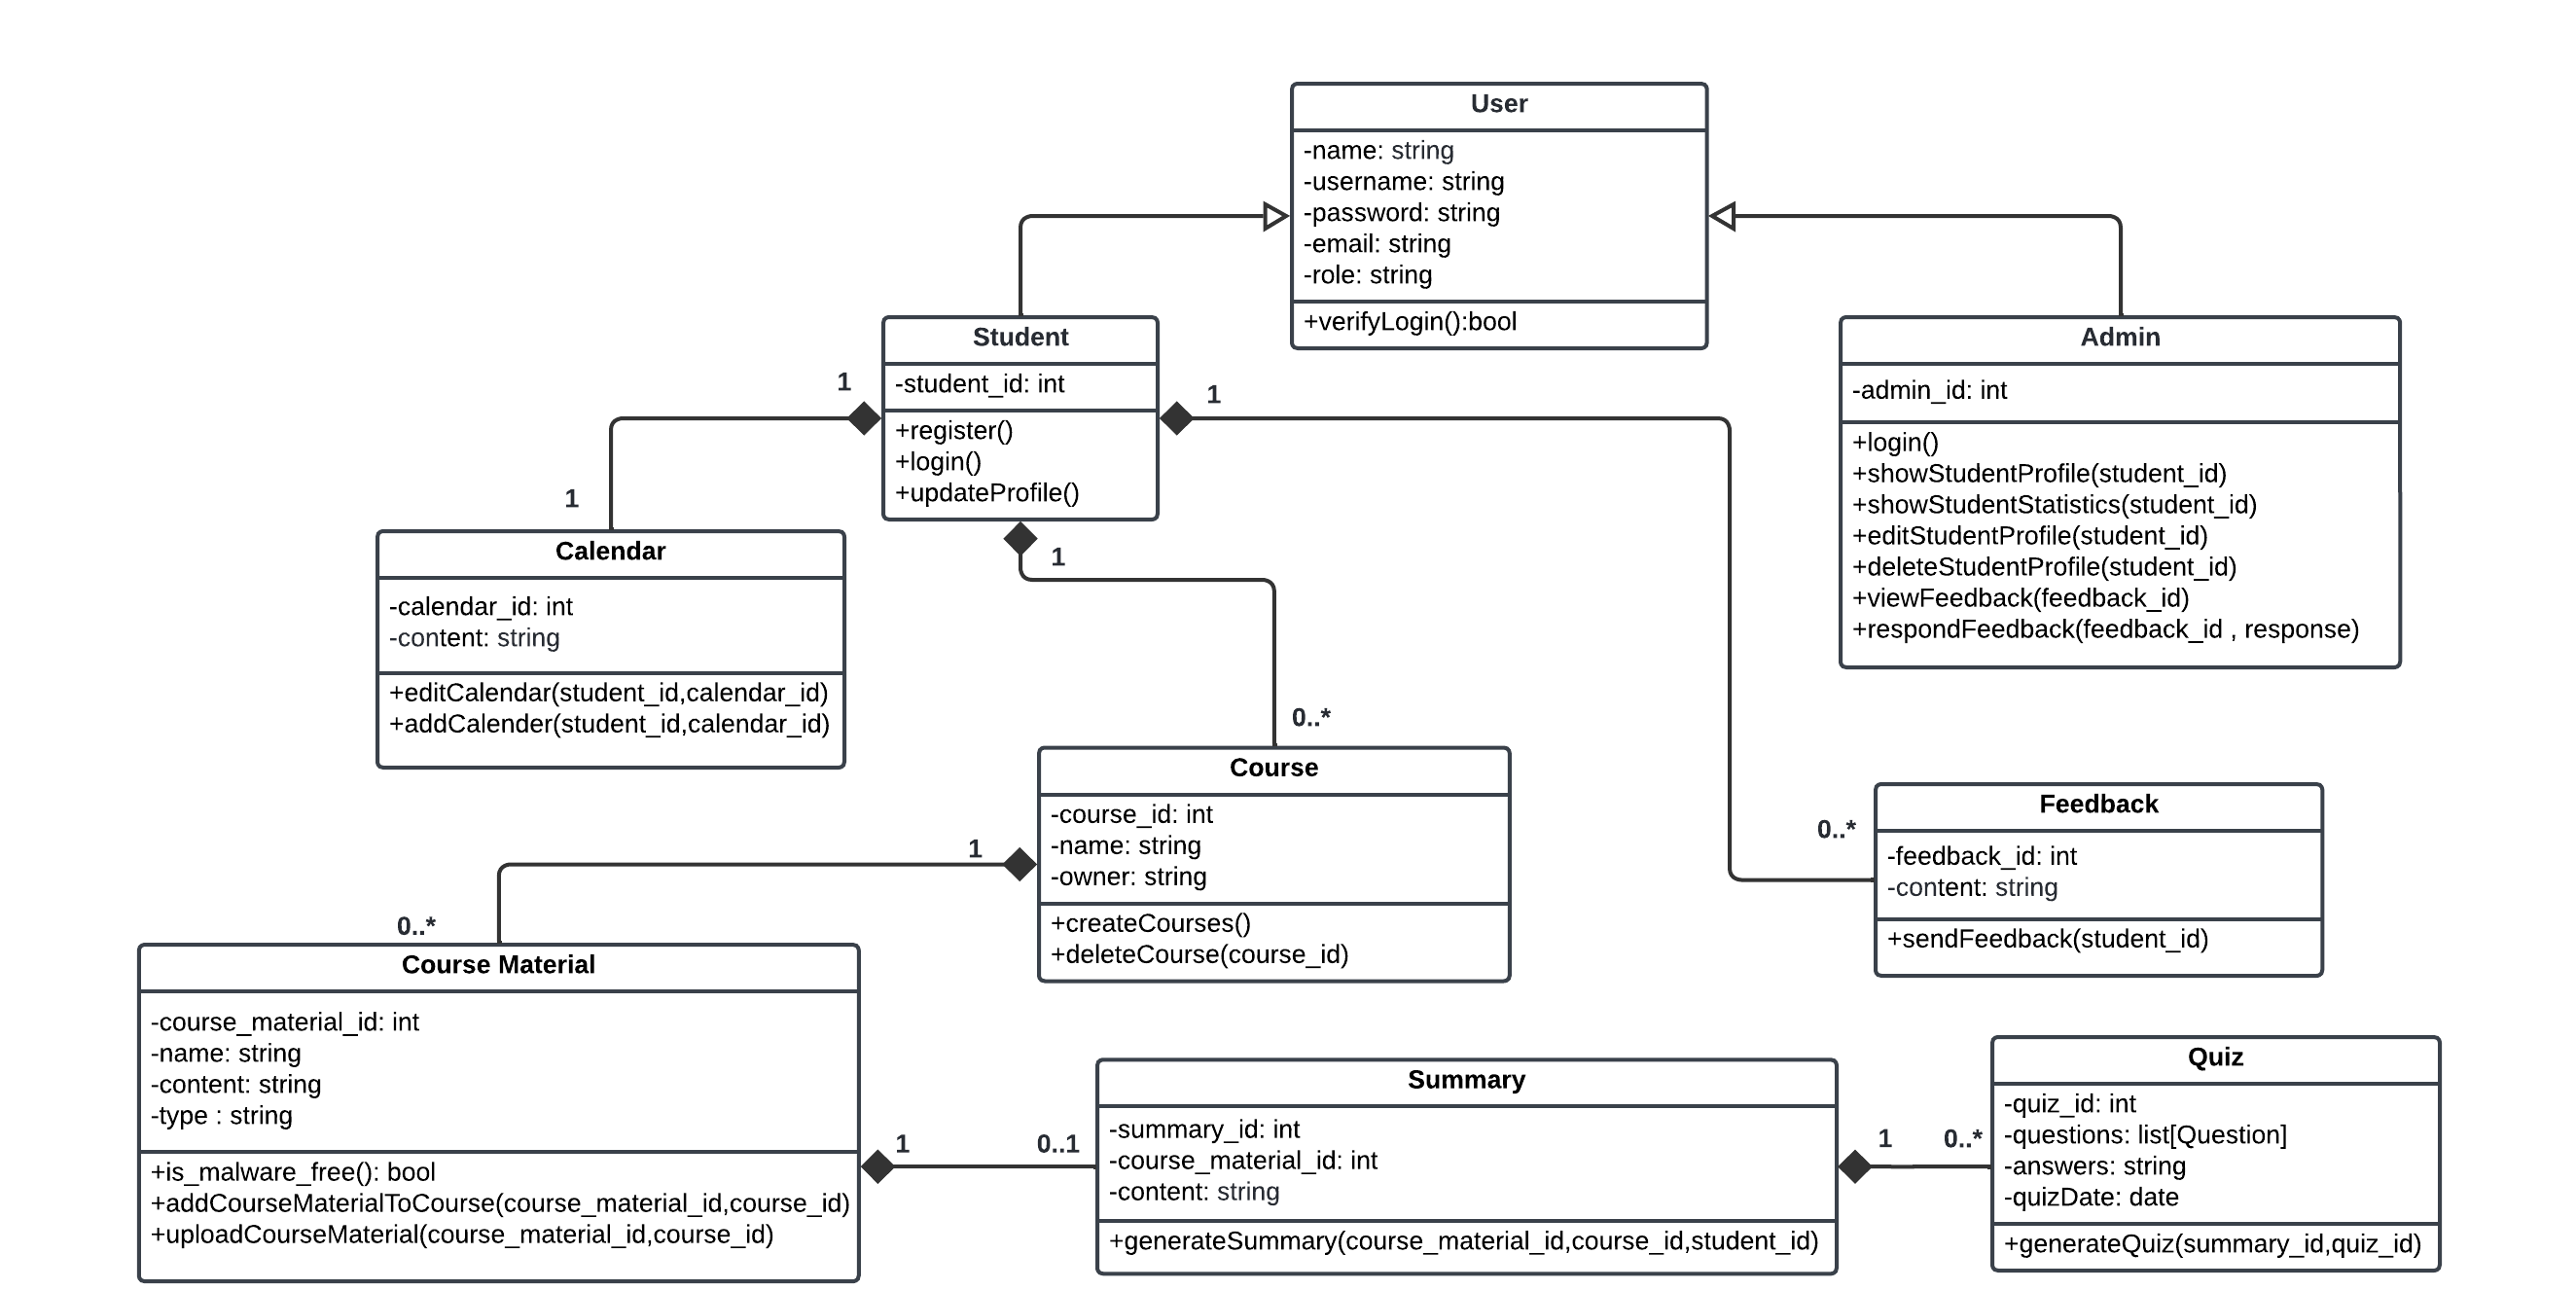 User
-name: string
-username: string
-password: string
-email: string
-role: string
+verifyLogin():bool
Student
-student_id: int
+register()
+login()
+updateProfile()
Admin
-admin_id: int
+login()
+showStudentProfile(student_id)
+showStudentStatistics(student_id)
+editStudentProfile(student_id)
+deleteStudentProfile(student_id)
+viewFeedback(feedback_id)
+respondFeedback(feedback_id , response)
1
1
1
1
Calendar
-calendar_id: int
-content: string
+editCalendar(student_id,calendar_id)
+addCalender(student_id,calendar_id)
0..*
Course
-course_id: int
-name: string
-owner: string
+createCourses()
+deleteCourse(course_id)
0..*
Feedback
-feedback_id: int
-content: string
+sendFeedback(student_id)
1
0..*
Course Material
-course_material_id: int
-name: string
-content: string
-type : string
+is_malware_free(): bool
+addCourseMaterialToCourse(course_material_id,course_id)
+uploadCourseMaterial(course_material_id,course_id)
1
0..1
Summary
-summary_id: int
-course_material_id: int
-content: string
+generateSummary(course_material_id,course_id,student_id)
1
0..*
Quiz
-quiz_id: int
-questions: list[Question]
-answers: string
-quizDate: date
+generateQuiz(summary_id,quiz_id)